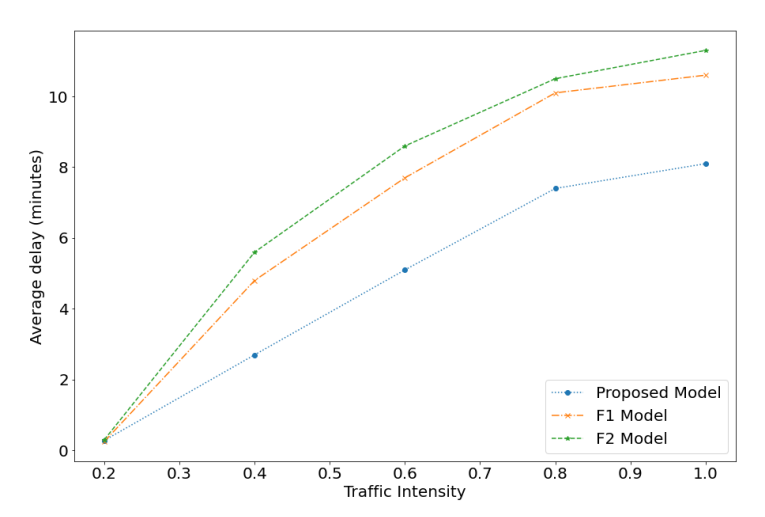 Average delay (minutes)
10
8
6
4
2
0
0.2 0.3 0.4 0.5 0.6 0.7 0.8 0.9 1.0
Traffic Intensity
Proposed Model
F1 Model
F2 Model